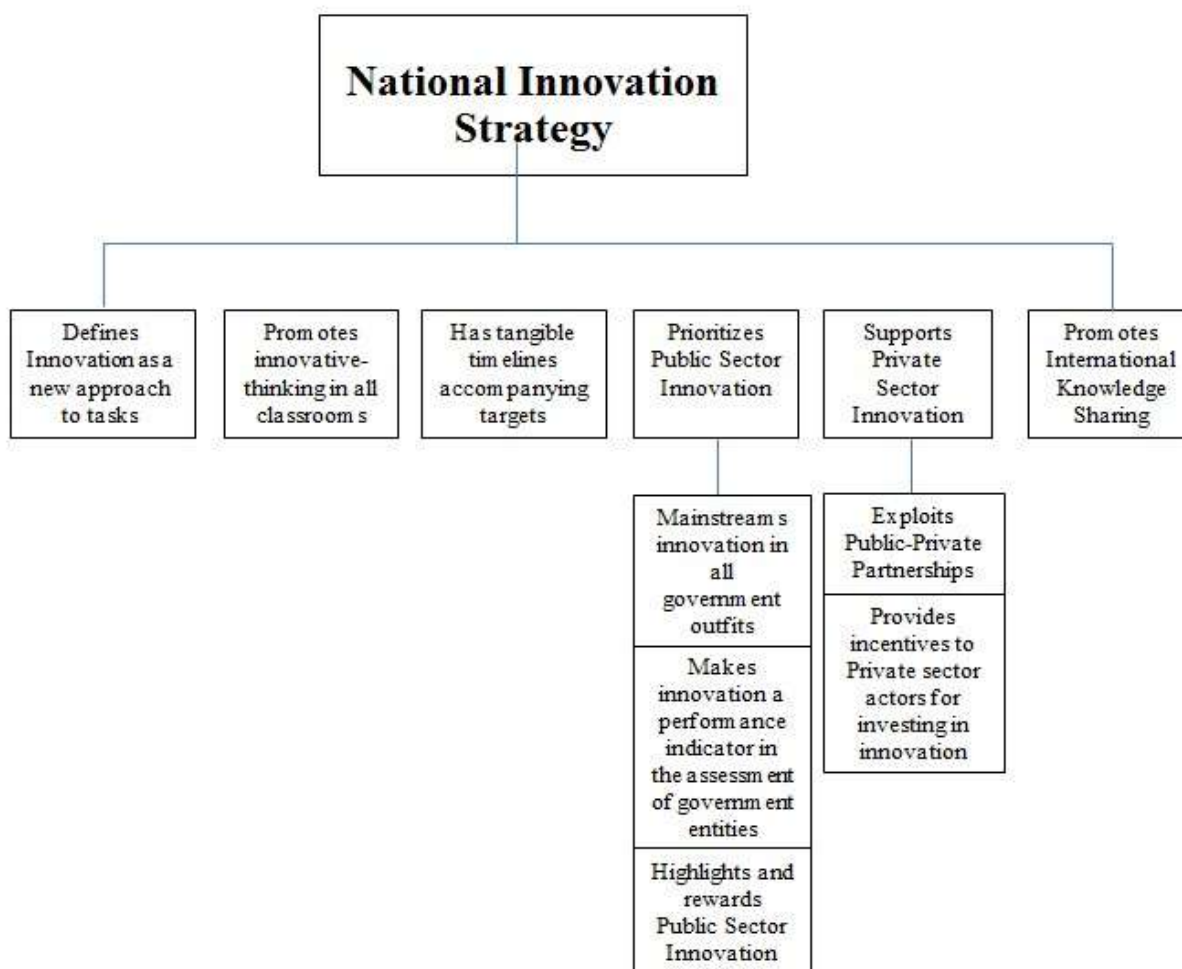 National Innovation
Strategy
Defines
Innovation as a
new approach
to tasks
Promotes
innovative-
thinking in all
classrooms
Has tangible
timelines
accompanying
targets
Prioritizes
Public Sector
Innovation
Supports
Private
Sector
Innovation
Promotes
International
Knowledge
Sharing
Mainstreams
innovation in
all
government
outfits
Makes
innovation a
performance
indicator in
the assessment
of government
entities
Highlights and
rewards
Public Sector
Innovation
Exploits
Public-Private
Partnerships
Provides
incentives to
Private sector
actors for
investing in
innovation